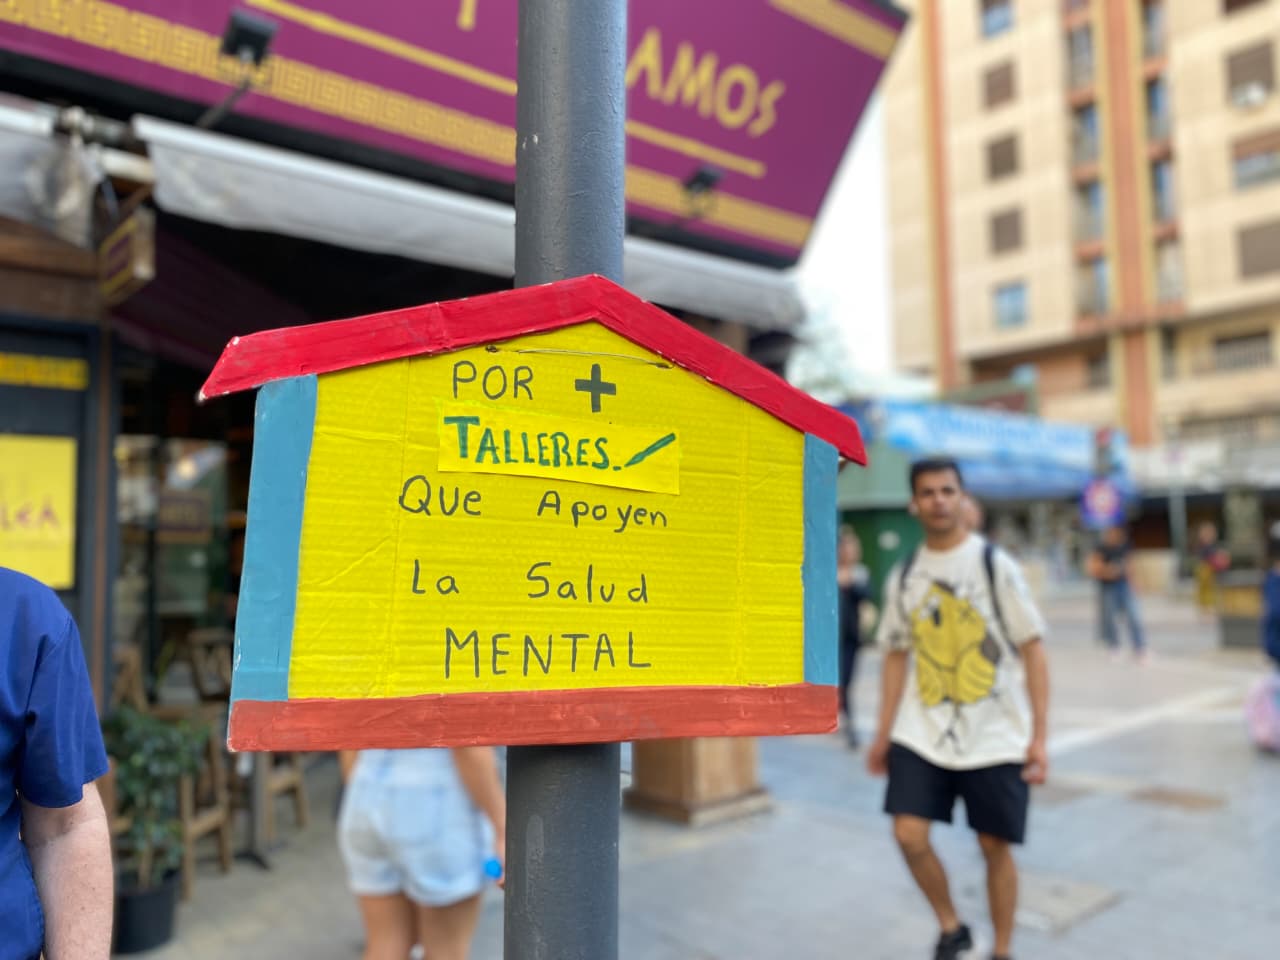 AMOS
POR +
TALLERES.
Que Apoyen
La Salud
MENTAL